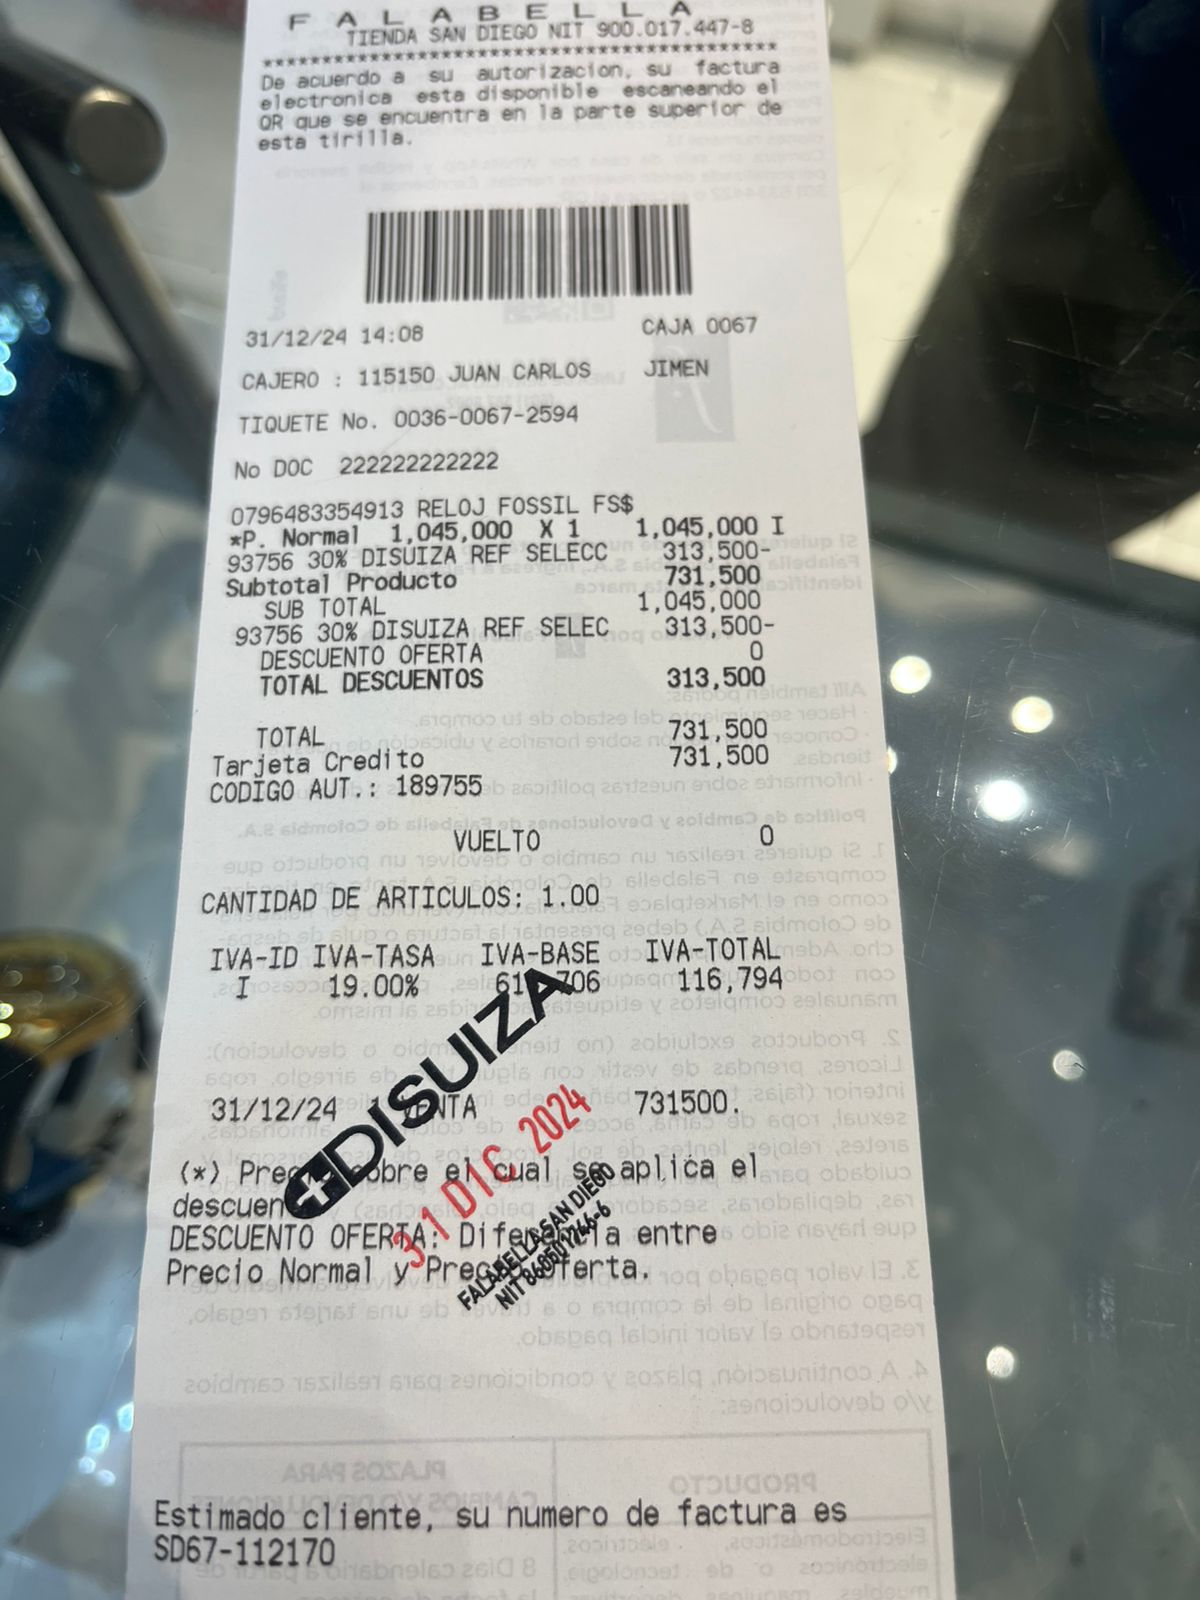 FALABELLA
TIENDA SAN DIEGO NIT 900.017.447-8
************************************************
De acuerdo a su autorizacion, su factura
electronica esta disponible escaneando el
QR que se encuentra en la parte superior de
esta tirilla.
31/12/24 14:08 CAJA 0067
CAJERO : 115150 JUAN CARLOS JIMEN
TIQUETE No. 0036-0067-2594
No DOC 222222222222
0796483354913 RELOJ FOSSIL FS$
*P. Normal 1,045,000 X 1 1,045,000 I
93756 30% DISUIZA REF SELECC 313,500-
Subtotal Producto 731,500
SUB TOTAL 1,045,000
93756 30% DISUIZA REF SELEC 313,500-
DESCUENTO OFERTA 0
TOTAL DESCUENTOS 313,500
TOTAL 731,500
Tarjeta Credito 731,500
CODIGO AUT.: 189755
VUELTO 0
CANTIDAD DE ARTICULOS: 1.00
IVA-ID IVA-TASA IVA-BASE IVA-TOTAL
I 19.00% 116,794
DISUIZA
31 DIC 2024
FALABELLA SAN DIEGO
31/12/24 VENTA 731500.
(*) Precio sobre el cual se aplica el
descuento
DESCUENTO OFERTA: Diferencia entre
Precio Normal y Precio Oferta.
Estimado cliente, su numero de factura es
SD67-112170